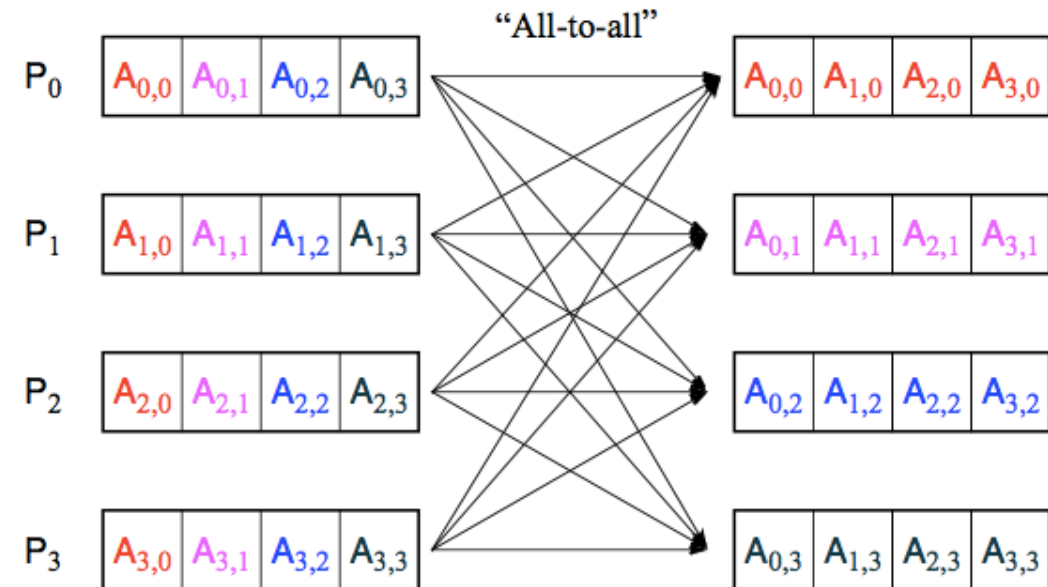 “All-to-all”
P₀ A₀,₀ A₀,₁ A₀,₂ A₀,₃ A₀,₀ A₁,₀ A₂,₀ A₃,₀
P₁ A₁,₀ A₁,₁ A₁,₂ A₁,₃ A₀,₁ A₁,₁ A₂,₁ A₃,₁
P₂ A₂,₀ A₂,₁ A₂,₂ A₂,₃ A₀,₂ A₁,₂ A₂,₂ A₃,₂
P₃ A₃,₀ A₃,₁ A₃,₂ A₃,₃ A₀,₃ A₁,₃ A₂,₃ A₃,₃